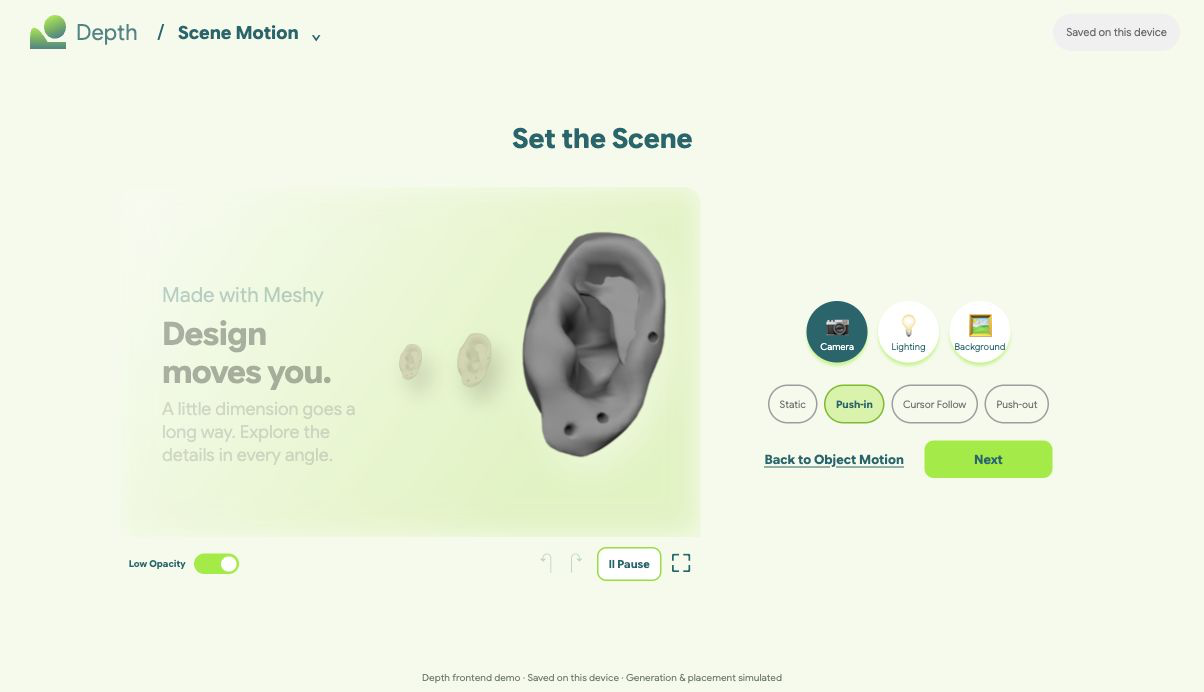 Depth / Scene Motion
Saved on this device
Set the Scene
Made with Meshy
Design
moves you.
A little dimension goes a
long way. Explore the
details in every angle.
Camera
Lighting
Background
Static
Push-in
Cursor Follow
Push-out
Back to Object Motion
Next
Low Opacity
II Pause
Depth frontend demo · Saved on this device · Generation & placement simulated